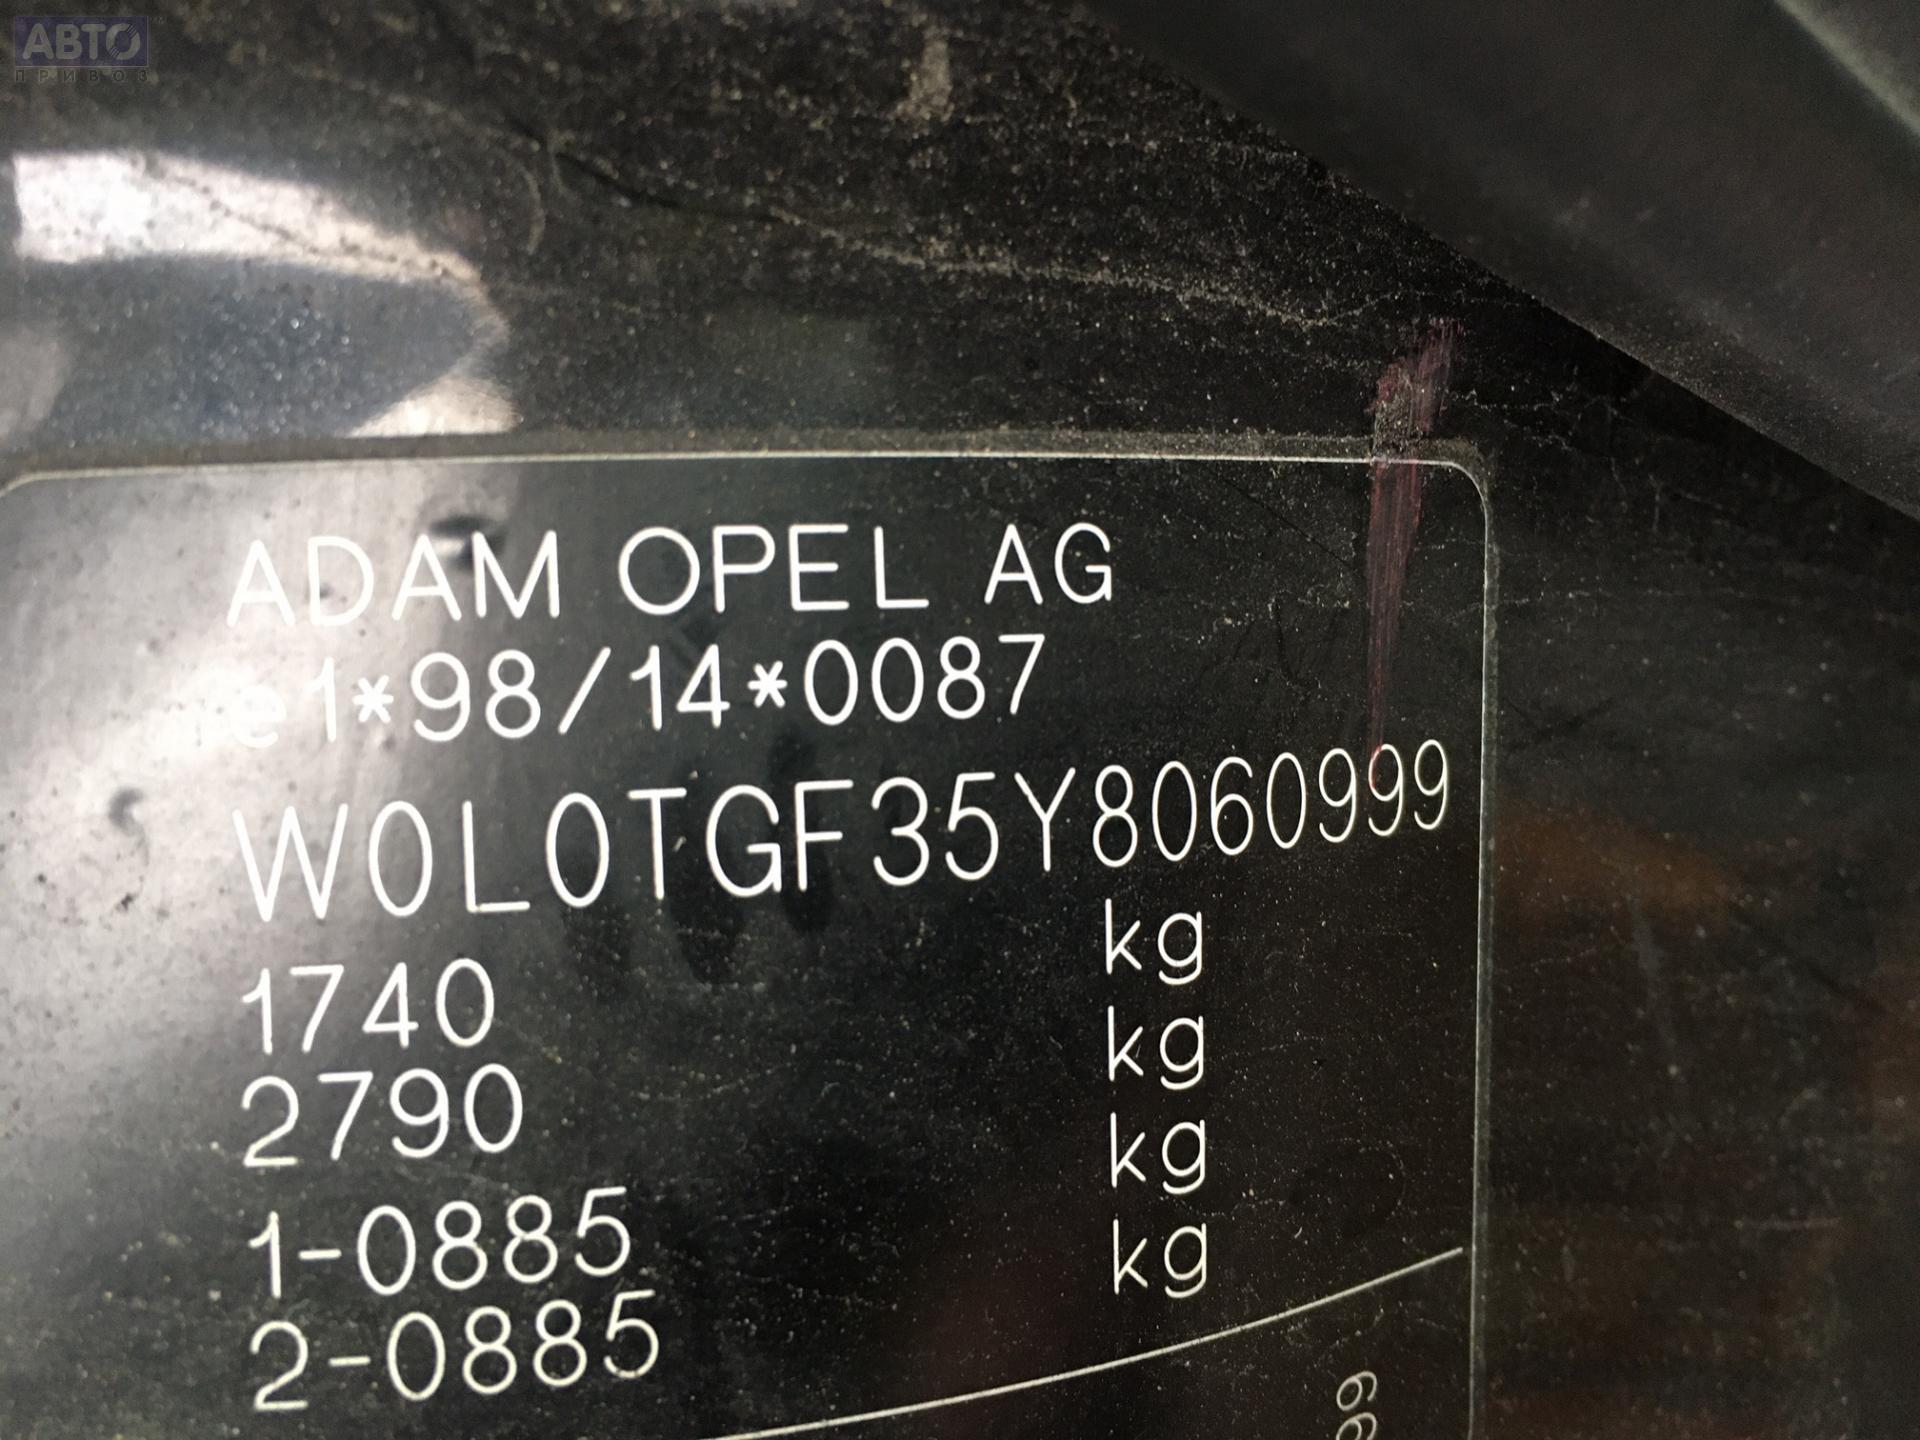 АВТО
ПРИВОЗ
ADAM OPEL AG
e1*98/14*0087
W0L0TGF35Y8060999
1740 kg
2790 kg
1-0885 kg
2-0885 kg